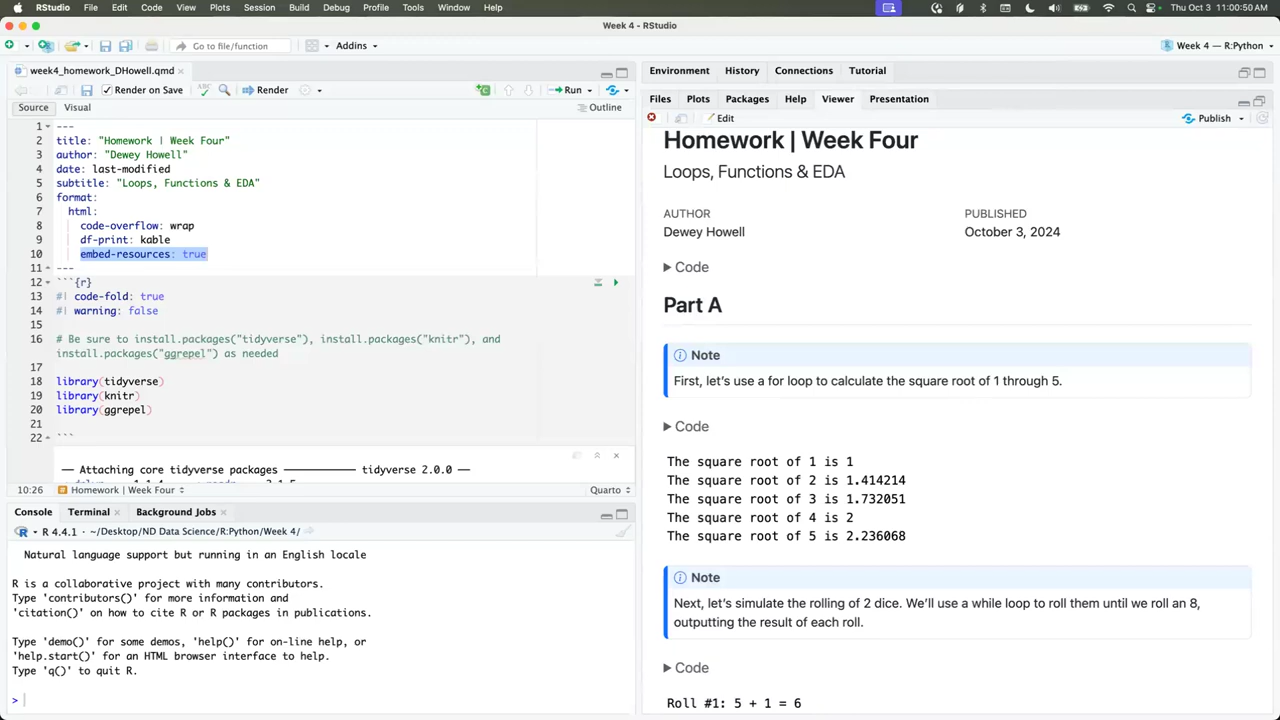 RStudio File Edit Code View Plots Session Build Debug Profile Tools Window Help Thu Oct 3 11:00:50 AM
Week 4 - RStudio
Go to file/function Addins Week 4 — R:Python
week4_homework_DHowell.qmd
Render on Save ABC Render Run
Source Visual Outline
1 ---
2 title: "Homework | Week Four"
3 author: "Dewey Howell"
4 date: last-modified
5 subtitle: "Loops, Functions & EDA"
6 format:
7 html:
8 code-overflow: wrap
9 df-print: kable
10 embed-resources: true
11 ---
12 ```{r}
13 #| code-fold: true
14 #| warning: false
15
16 # Be sure to install.packages("tidyverse"), install.packages("knitr"), and
install.packages("ggrepel") as needed
17
18 library(tidyverse)
19 library(knitr)
20 library(ggrepel)
21
22 ```
── Attaching core tidyverse packages ──────────── tidyverse 2.0.0 ──
10:26 Homework | Week Four Quarto
Console Terminal Background Jobs
R 4.4.1 · ~/Desktop/ND Data Science/R:Python/Week 4/
Natural language support but running in an English locale
R is a collaborative project with many contributors.
Type 'contributors()' for more information and
'citation()' on how to cite R or R packages in publications.
Type 'demo()' for some demos, 'help()' for on-line help, or
'help.start()' for an HTML browser interface to help.
Type 'q()' to quit R.
>
Environment History Connections Tutorial
Files Plots Packages Help Viewer Presentation
Edit Publish
Homework | Week Four
Loops, Functions & EDA
AUTHOR PUBLISHED
Dewey Howell October 3, 2024
Code
Part A
Note
First, let's use a for loop to calculate the square root of 1 through 5.
Code
The square root of 1 is 1
The square root of 2 is 1.414214
The square root of 3 is 1.732051
The square root of 4 is 2
The square root of 5 is 2.236068
Note
Next, let's simulate the rolling of 2 dice. We'll use a while loop to roll them until we roll an 8,
outputting the result of each roll.
Code
Roll #1: 5 + 1 = 6